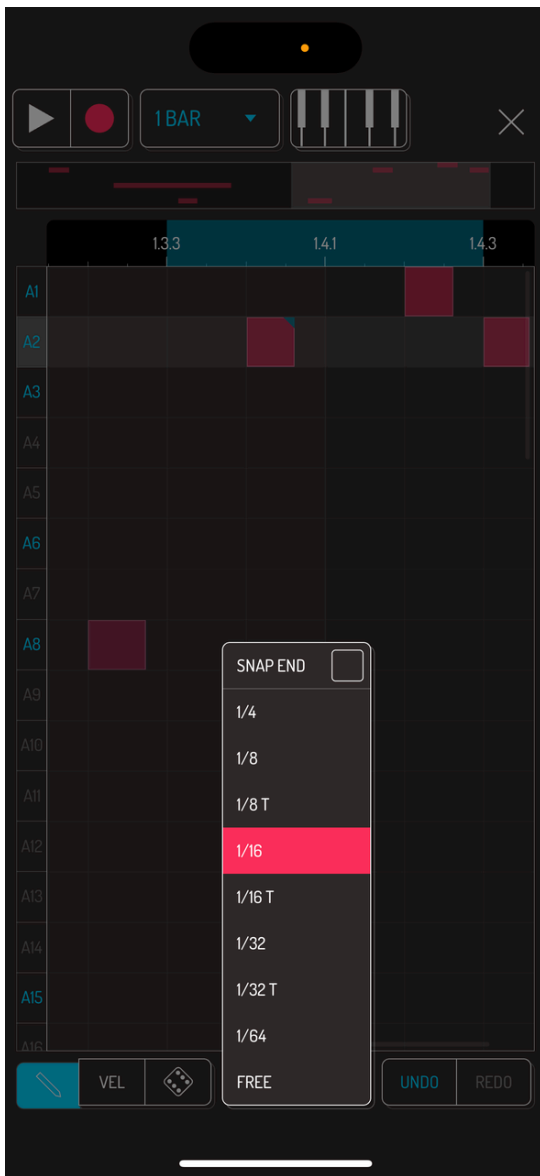 1 BAR
1.3.3 1.4.1 1.4.3
A1
A2
A3
A4
A5
A6
A7
A8
A9
A10
A11
A12
A13
A14
A15
A16
SNAP END
1/4
1/8
1/8 T
1/16
1/16 T
1/32
1/32 T
1/64
FREE
VEL
UNDO REDO